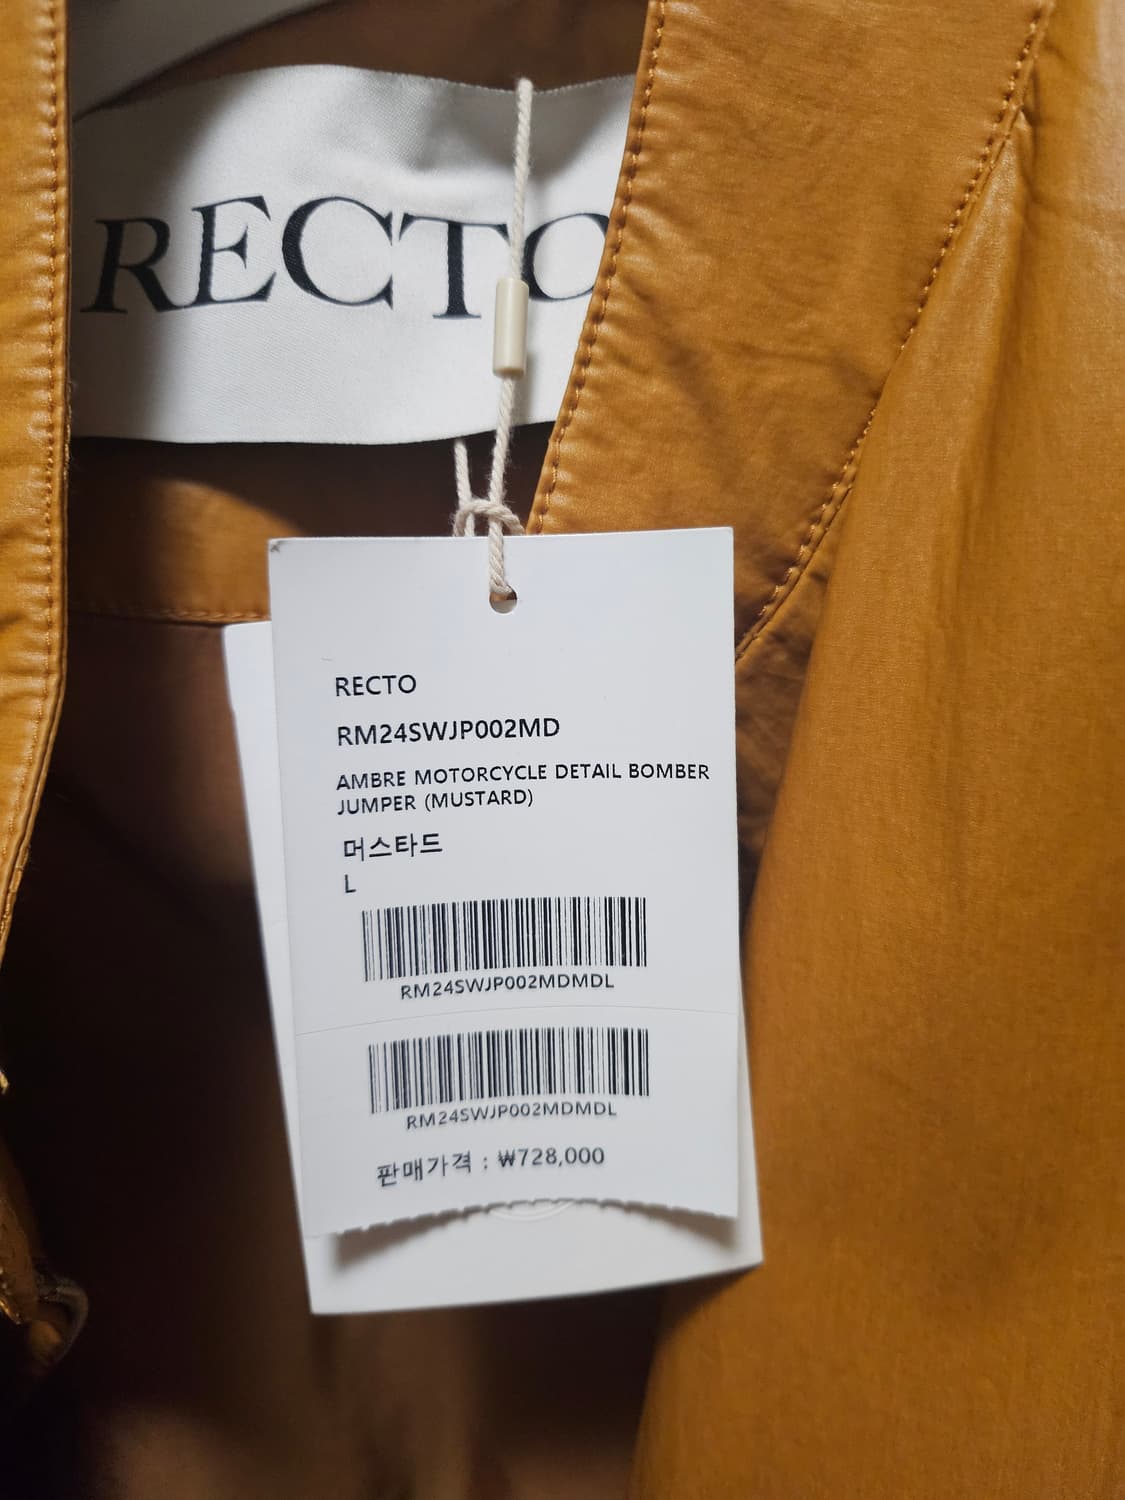 RECTO
RECTO
RM24SWJP002MD
AMBRE MOTORCYCLE DETAIL BOMBER
JUMPER (MUSTARD)
머스타드
L
RM24SWJP002MDMDL
RM24SWJP002MDMDL
판매가격 : ₩728,000